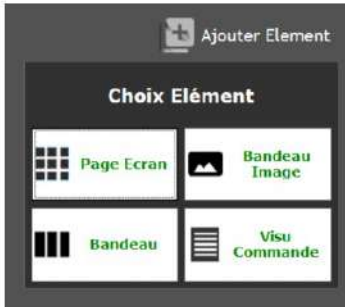 Ajouter Element
Choix Elément
Page Ecran
Bandeau
Image
Bandeau
Visu
Commande